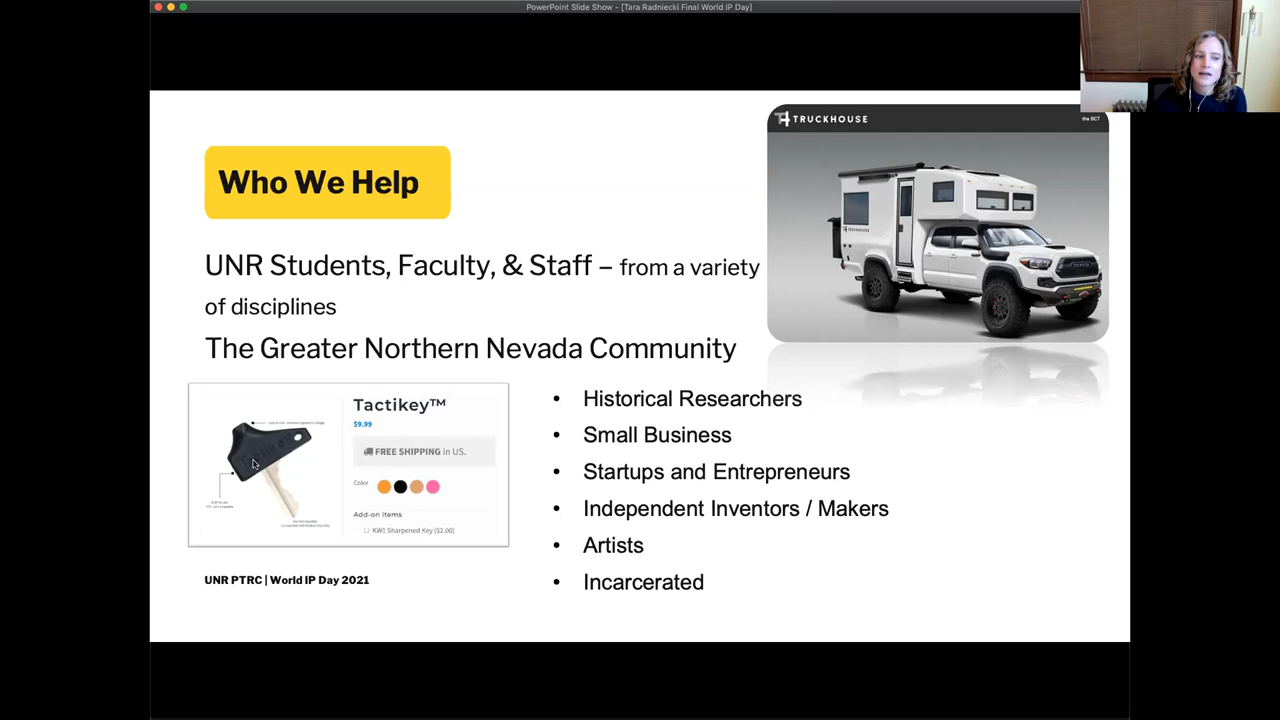 PowerPoint Slide Show - [Tara Radniecki Final World IP Day]
TRUCKHOUSE
the BCT
Who We Help
UNR Students, Faculty, & Staff – from a variety
of disciplines
The Greater Northern Nevada Community
Tactikey™
$9.99
FREE SHIPPING in US.
Color
Add-on Items
KW1 Sharpened Key ($2.00)
• Historical Researchers
• Small Business
• Startups and Entrepreneurs
• Independent Inventors / Makers
• Artists
• Incarcerated
UNR PTRC | World IP Day 2021